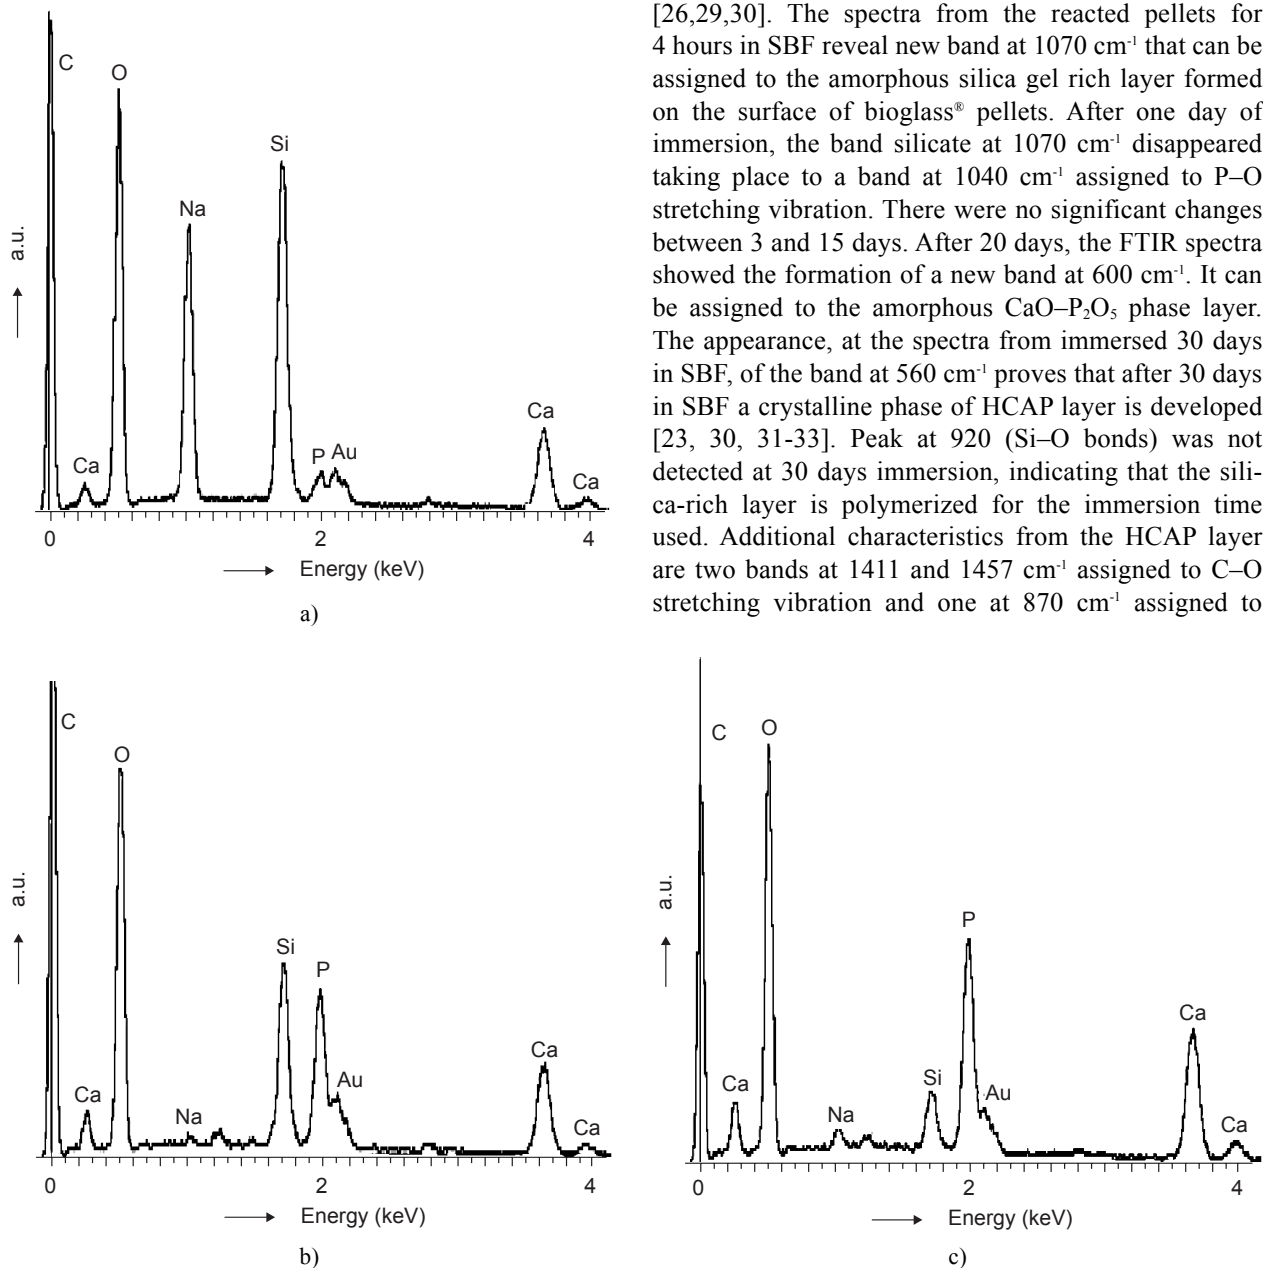 [26,29,30]. The spectra from the reacted pellets for
4 hours in SBF reveal new band at 1070 cm⁻¹ that can be
assigned to the amorphous silica gel rich layer formed
on the surface of bioglass® pellets. After one day of
immersion, the band silicate at 1070 cm⁻¹ disappeared
taking place to a band at 1040 cm⁻¹ assigned to P–O
stretching vibration. There were no significant changes
between 3 and 15 days. After 20 days, the FTIR spectra
showed the formation of a new band at 600 cm⁻¹. It can
be assigned to the amorphous CaO–P₂O₅ phase layer.
The appearance, at the spectra from immersed 30 days
in SBF, of the band at 560 cm⁻¹ proves that after 30 days
in SBF a crystalline phase of HCAP layer is developed
[23, 30, 31-33]. Peak at 920 (Si–O bonds) was not
detected at 30 days immersion, indicating that the sili-
ca-rich layer is polymerized for the immersion time
used. Additional characteristics from the HCAP layer
are two bands at 1411 and 1457 cm⁻¹ assigned to C–O
stretching vibration and one at 870 cm⁻¹ assigned to
C
O
Si
Na
Ca
P
Au
Ca
Ca
a.u.
0 2 4
Energy (keV)
a)
C
O
Si
P
Ca
Na
Au
Ca
Ca
a.u.
0 2 4
Energy (keV)
b)
C
O
P
Ca
Na
Si
Au
Ca
Ca
a.u.
0 2 4
Energy (keV)
c)